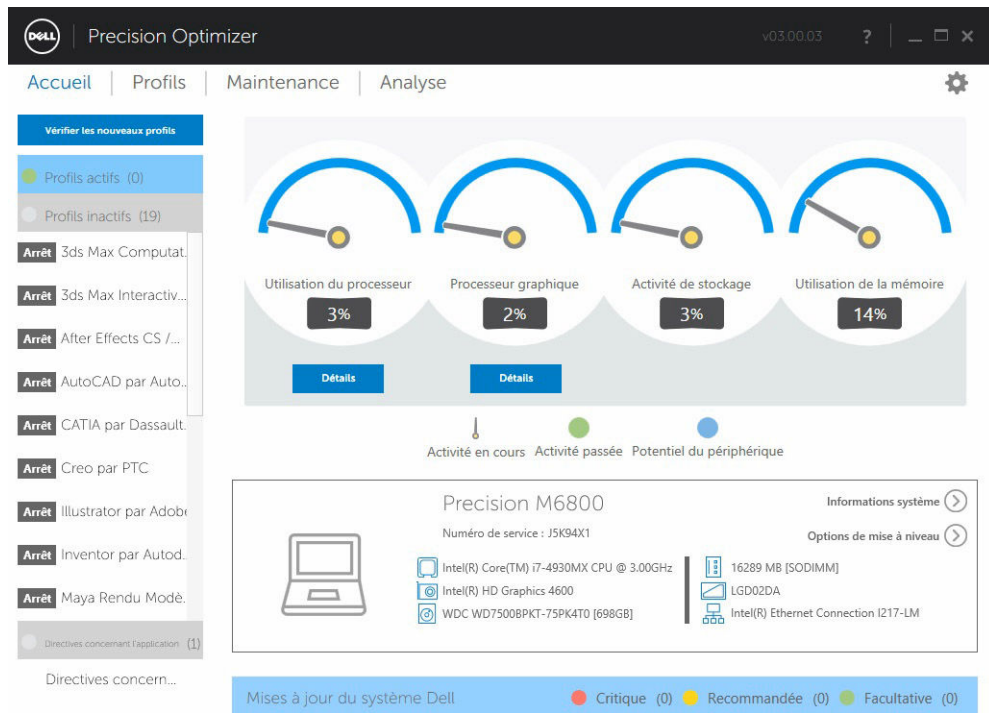 DELL
Precision Optimizer
v03.00.03 ?
Accueil Profils Maintenance Analyse
Vérifier les nouveaux profils
Profils actifs (0)
Profils inactifs (19)
Arrêt 3ds Max Computat.
Arrêt 3ds Max Interactiv...
Arrêt After Effects CS /...
Arrêt AutoCAD par Auto..
Arrêt CATIA par Dassault.
Arrêt Creo par PTC
Arrêt Illustrator par Adobe
Arrêt Inventor par Autod..
Arrêt Maya Rendu Modè..
Directives concernant l'application (1)
Directives concern...
Utilisation du processeur
3%
Détails
Processeur graphique
2%
Détails
Activité de stockage
3%
Utilisation de la mémoire
14%
Activité en cours
Activité passée
Potentiel du périphérique
Precision M6800
Numéro de service : J5K94X1
Informations système
Options de mise à niveau
Intel(R) Core(TM) i7-4930MX CPU @ 3.00GHz
Intel(R) HD Graphics 4600
WDC WD7500BPKT-75PK4T0 [698GB]
16289 MB [SODIMM]
LGD02DA
Intel(R) Ethernet Connection I217-LM
Mises à jour du système Dell
Critique (0)
Recommandée (0)
Facultative (0)